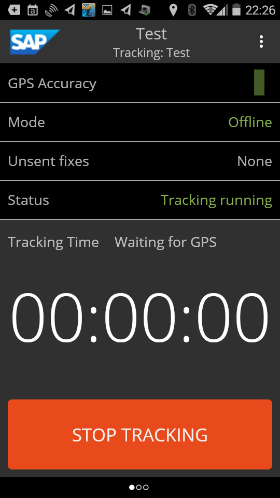 22:26
SAP
Test
Tracking: Test
GPS Accuracy
Mode Offline
Unsent fixes None
Status Tracking running
Tracking Time Waiting for GPS
00:00:00
STOP TRACKING